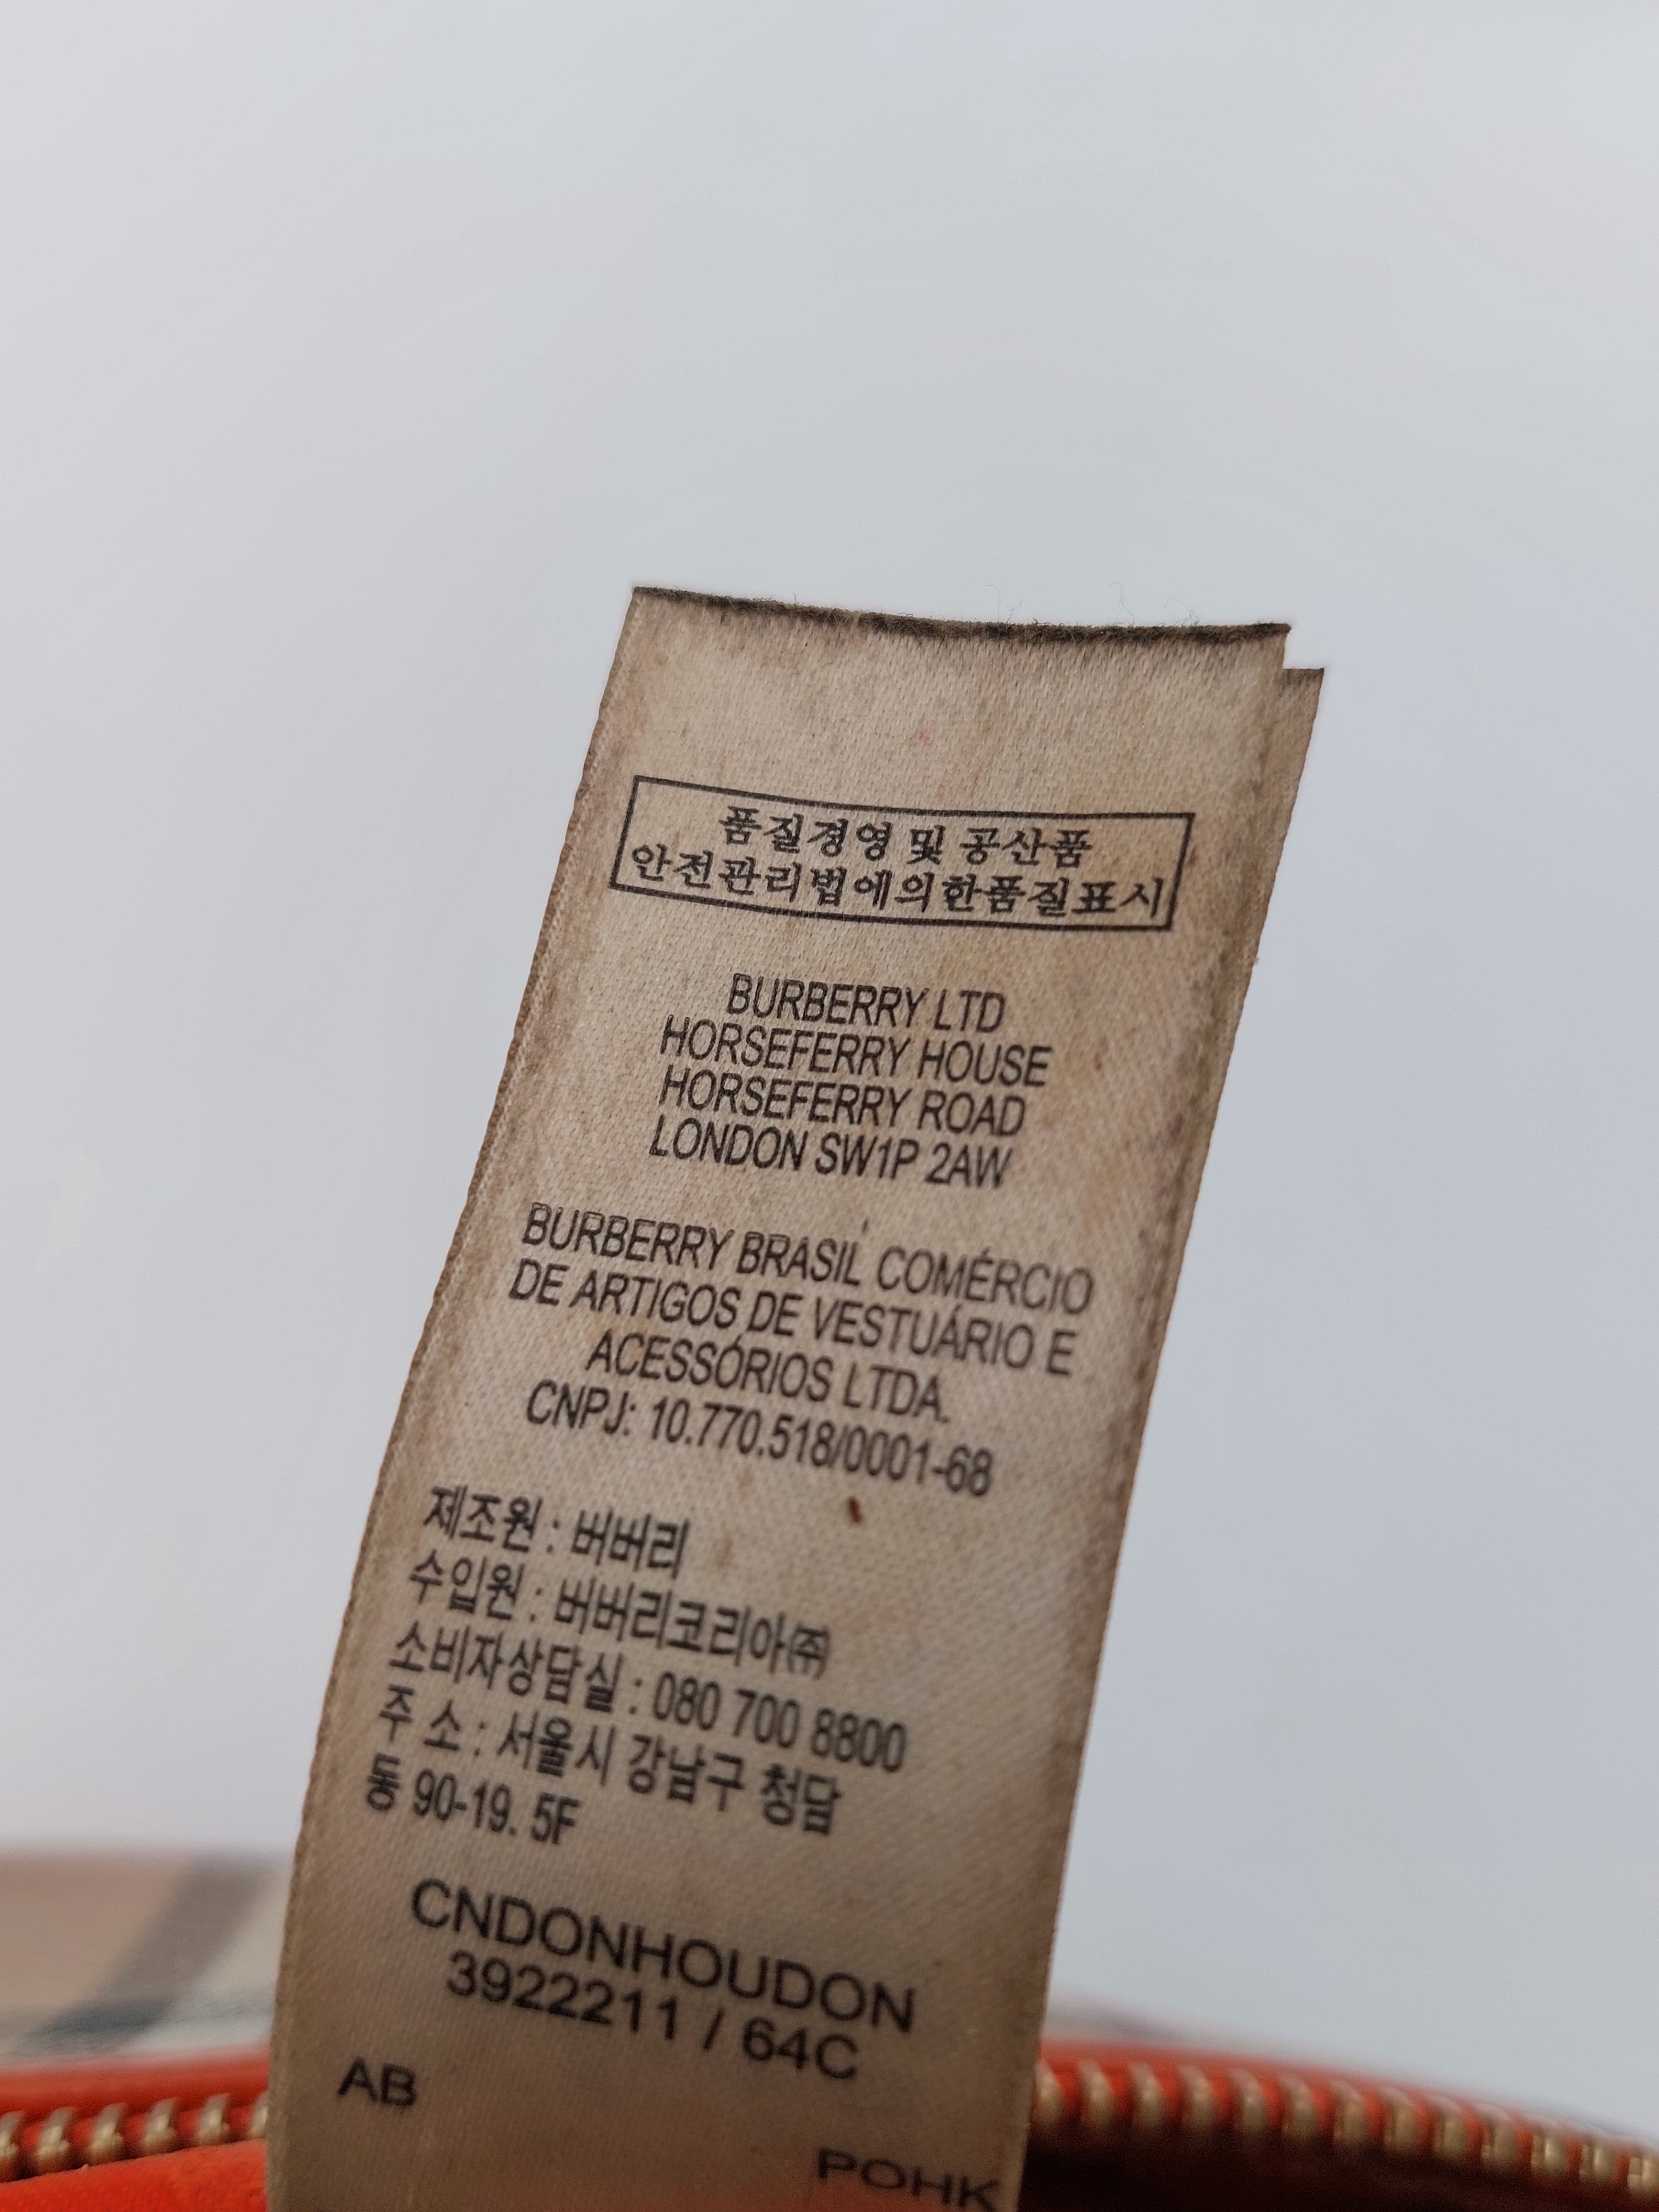 품질경영 및 공산품
안전관리법에의한품질표시
BURBERRY LTD
HORSEFERRY HOUSE
HORSEFERRY ROAD
LONDON SW1P 2AW
BURBERRY BRASIL COMÉRCIO
DE ARTIGOS DE VESTUÁRIO E
ACESSÓRIOS LTDA.
CNPJ: 10.770.518/0001-68
제조원 : 버버리
수입원 : 버버리코리아㈜
소비자상담실 : 080 700 8800
주 소 : 서울시 강남구 청담
동 90-19. 5F
CNDONHOUDON
3922211 / 64C
AB
POHK